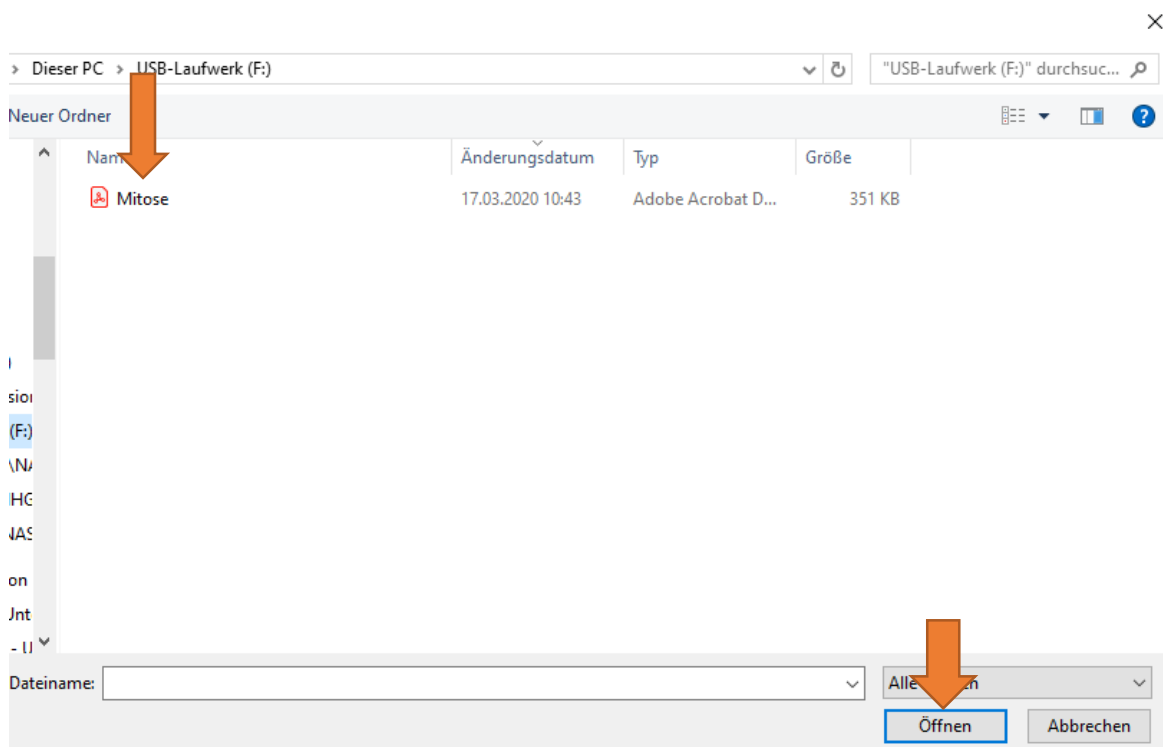 › Dieser PC › USB-Laufwerk (F:)
"USB-Laufwerk (F:)" durchsuc...
Neuer Ordner
Änderungsdatum Typ Größe
Mitose 17.03.2020 10:43 Adobe Acrobat D... 351 KB
(F:)
on
- U
Dateiname:
Öffnen Abbrechen